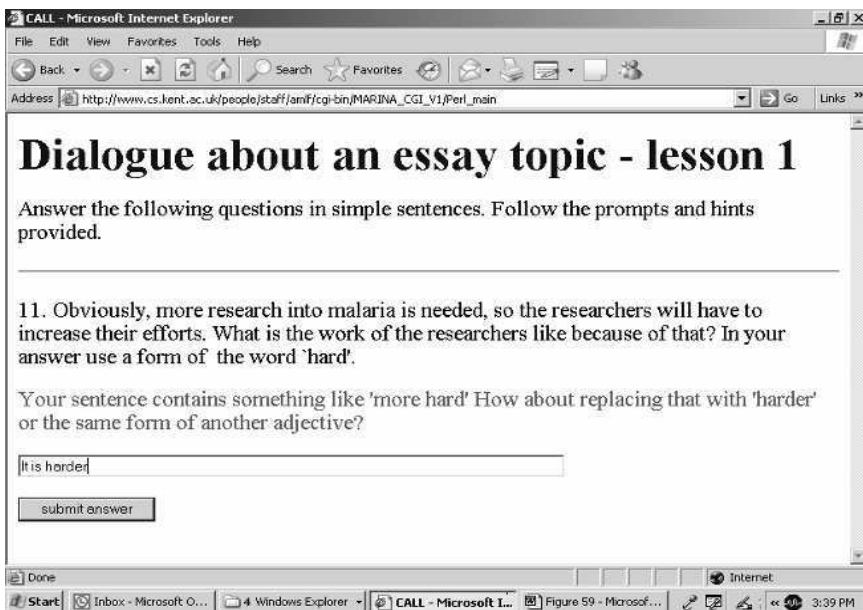 CALL - Microsoft Internet Explorer
File Edit View Favorites Tools Help
Back Search Favorites
Address http://www.cs.kent.ac.uk/people/staff/amlf/cgi-bin/MARINA_CGI_V1/Perl_main Go Links »
Dialogue about an essay topic - lesson 1
Answer the following questions in simple sentences. Follow the prompts and hints
provided.
11. Obviously, more research into malaria is needed, so the researchers will have to
increase their efforts. What is the work of the researchers like because of that? In your
answer use a form of the word `hard'.
Your sentence contains something like 'more hard' How about replacing that with 'harder'
or the same form of another adjective?
It is harder
submit answer
Done Internet
Start Inbox - Microsoft O... 4 Windows Explorer CALL - Microsoft I... Figure 59 - Microsof... « 3:39 PM